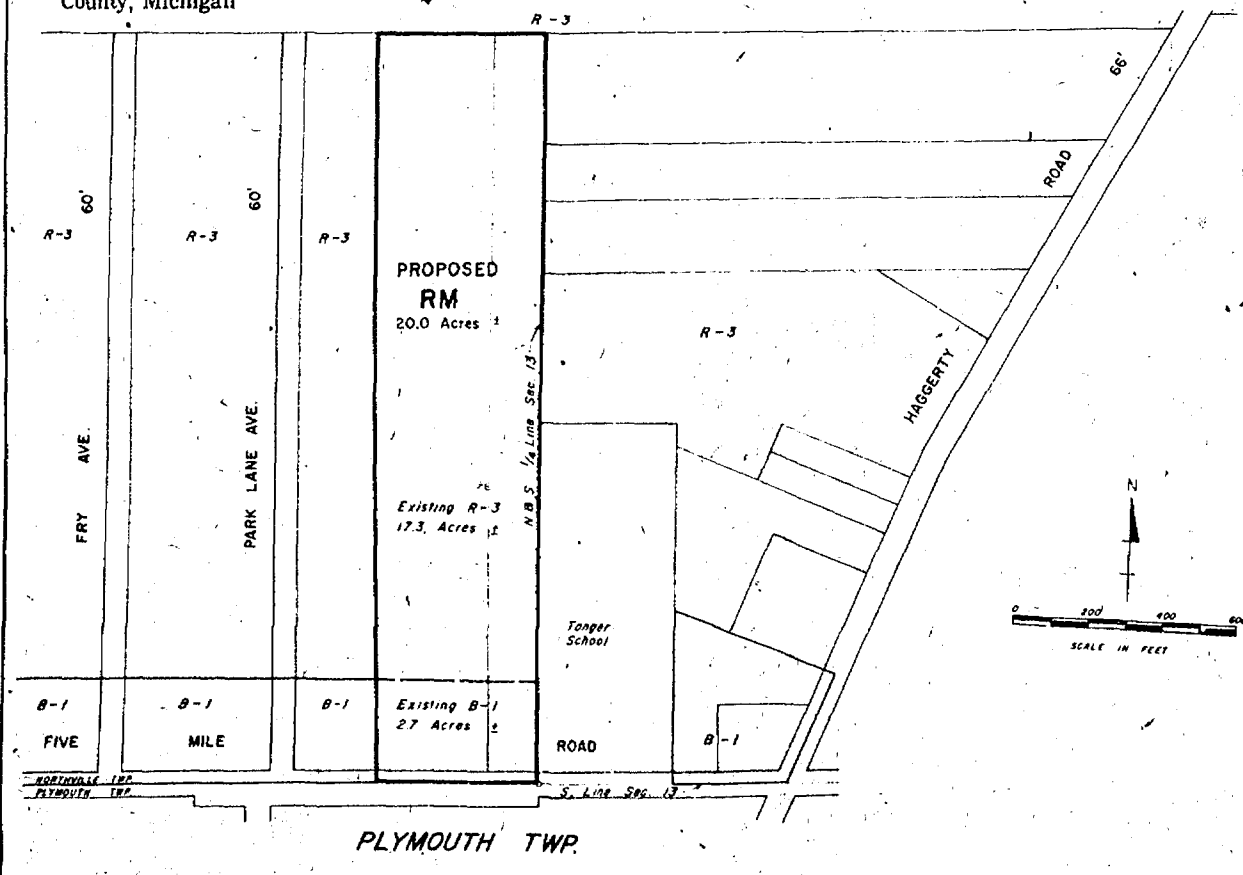 County, Michigan
R-3
66'
ROAD
60'
60'
R-3
R-3
R-3
PROPOSED
RM
20.0 Acres ±
R-3
N & S 1/4 Line Sec. 13
HAGGERTY
FRY AVE.
PARK LANE AVE.
Existing R-3
17.3 Acres ±
N
0 200 400 600
SCALE IN FEET
Tanger
School
B-1
B-1
B-1
Existing B-1
2.7 Acres ±
B-1
FIVE
MILE
ROAD
NORTHVILLE TWP.
PLYMOUTH TWP.
S. Line Sec. 13
PLYMOUTH TWP.